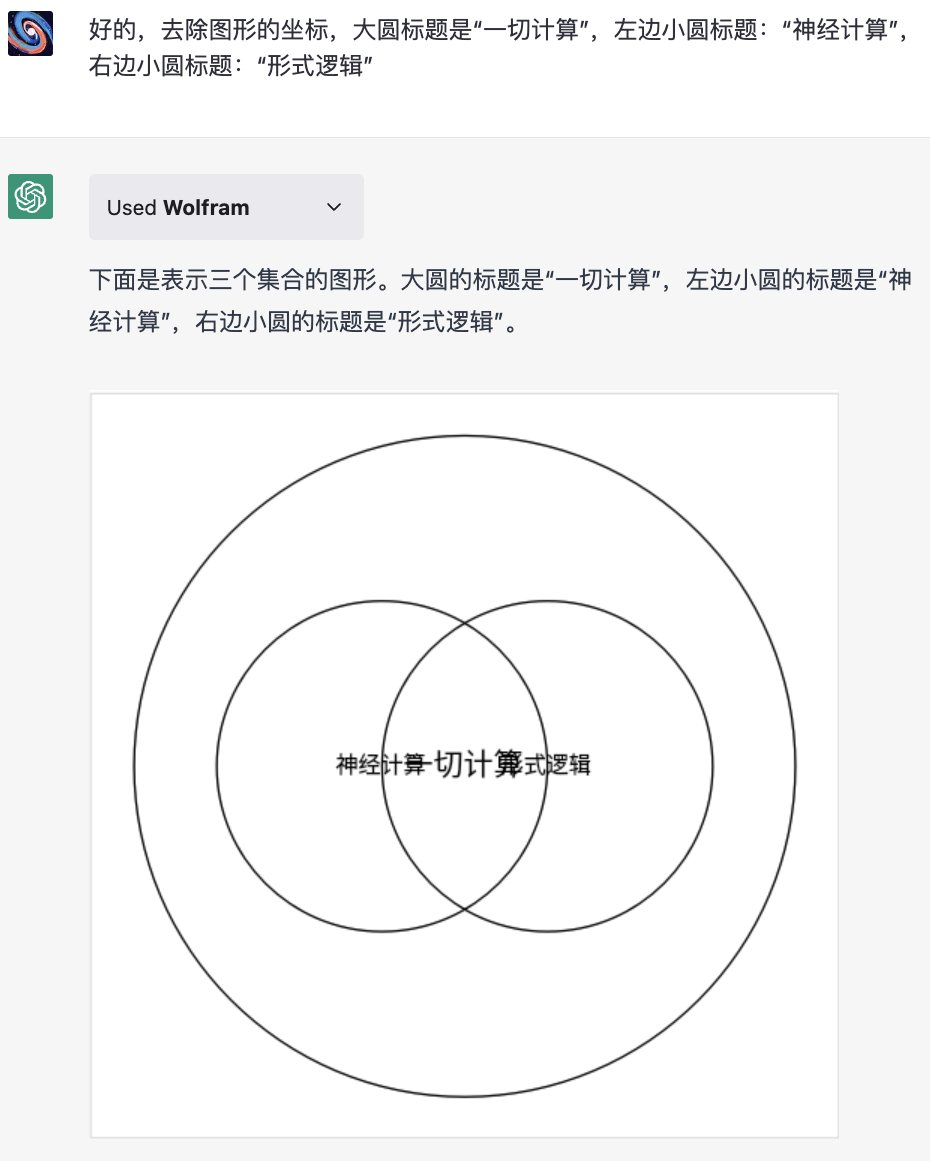 好的，去除图形的坐标，大圆标题是“一切计算”，左边小圆标题：“神经计算”，
右边小圆标题：“形式逻辑”
Used Wolfram
下面是表示三个集合的图形。大圆的标题是“一切计算”，左边小圆的标题是“神
经计算”，右边小圆的标题是“形式逻辑”。
神经计算一切计算形式逻辑